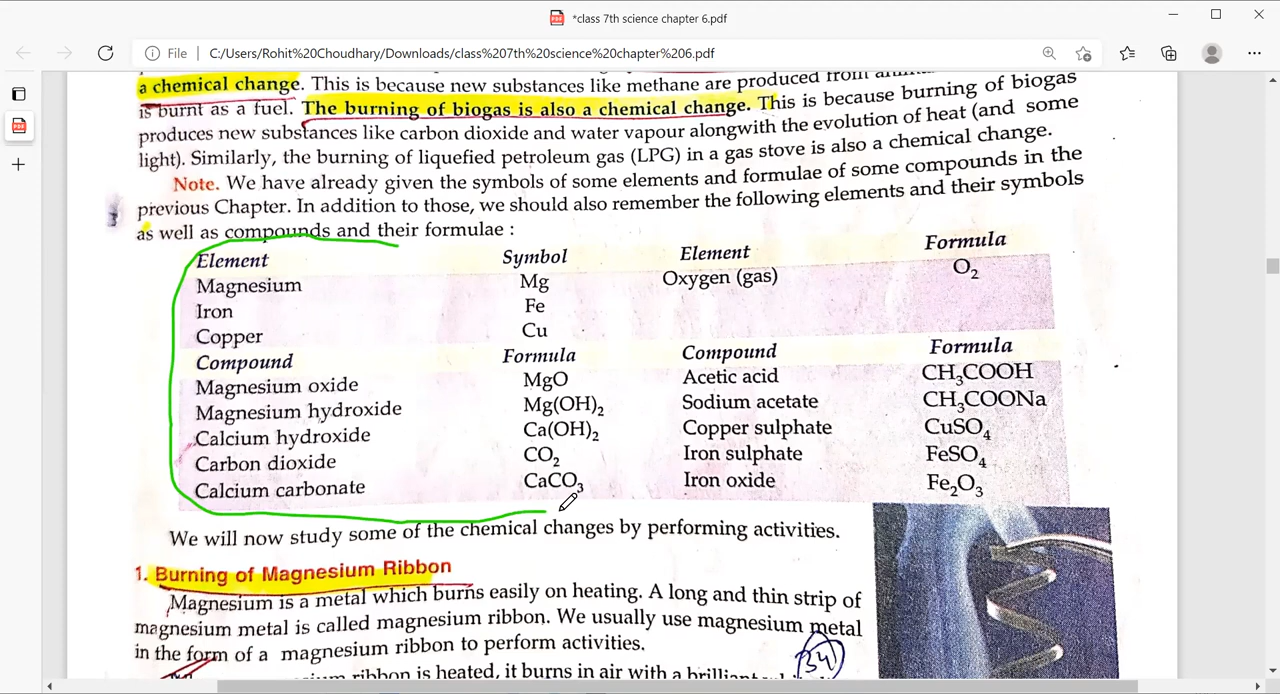 *class 7th science chapter 6.pdf
File C:/Users/Rohit%20Choudhary/Downloads/class%207th%20science%20chapter%206.pdf
a chemical change. This is because new substances like methane are produced from
is burnt as a fuel. The burning of biogas is also a chemical change. This is because burning of biogas
produces new substances like carbon dioxide and water vapour alongwith the evolution of heat (and some
light). Similarly, the burning of liquefied petroleum gas (LPG) in a gas stove is also a chemical change.
Note. We have already given the symbols of some elements and formulae of some compounds in the
previous Chapter. In addition to those, we should also remember the following elements and their symbols
as well as compounds and their formulae :
Element Symbol Element Formula
Magnesium Mg Oxygen (gas) O2
Iron Fe
Copper Cu
Compound Formula Compound Formula
Magnesium oxide MgO Acetic acid CH3COOH
Magnesium hydroxide Mg(OH)2 Sodium acetate CH3COONa
Calcium hydroxide Ca(OH)2 Copper sulphate CuSO4
Carbon dioxide CO2 Iron sulphate FeSO4
Calcium carbonate CaCO3 Iron oxide Fe2O3
We will now study some of the chemical changes by performing activities.
1. Burning of Magnesium Ribbon
Magnesium is a metal which burns easily on heating. A long and thin strip of
magnesium metal is called magnesium ribbon. We usually use magnesium metal
in the form of a magnesium ribbon to perform activities.
34
ribbon is heated, it burns in air with a